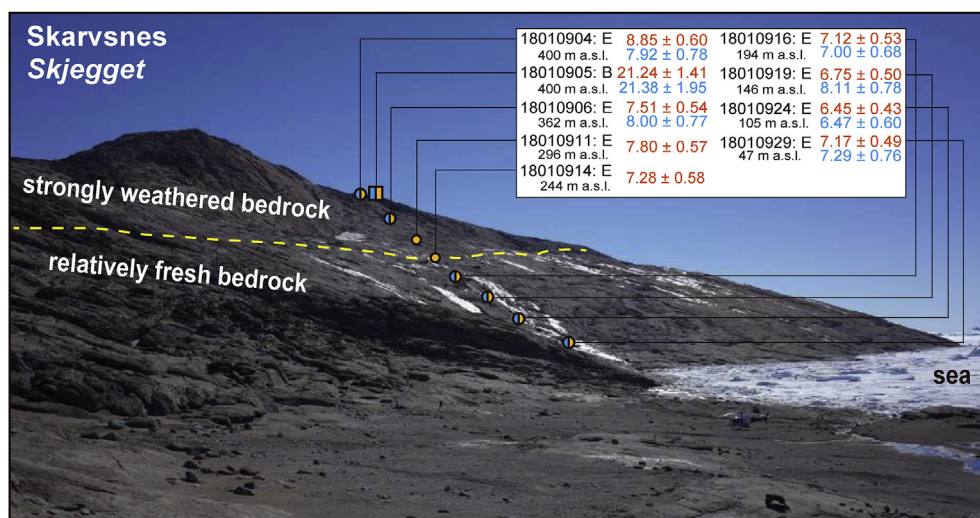 Skarvsnes
Skjegget
18010904: E 8.85 ± 0.60
400 m a.s.l. 7.92 ± 0.78
18010905: B 21.24 ± 1.41
400 m a.s.l. 21.38 ± 1.95
18010906: E 7.51 ± 0.54
362 m a.s.l. 8.00 ± 0.77
18010911: E 7.80 ± 0.57
296 m a.s.l.
18010914: E 7.28 ± 0.58
244 m a.s.l.
18010916: E 7.12 ± 0.53
194 m a.s.l. 7.00 ± 0.68
18010919: E 6.75 ± 0.50
146 m a.s.l. 8.11 ± 0.78
18010924: E 6.45 ± 0.43
105 m a.s.l. 6.47 ± 0.60
18010929: E 7.17 ± 0.49
47 m a.s.l. 7.29 ± 0.76
strongly weathered bedrock
relatively fresh bedrock
sea